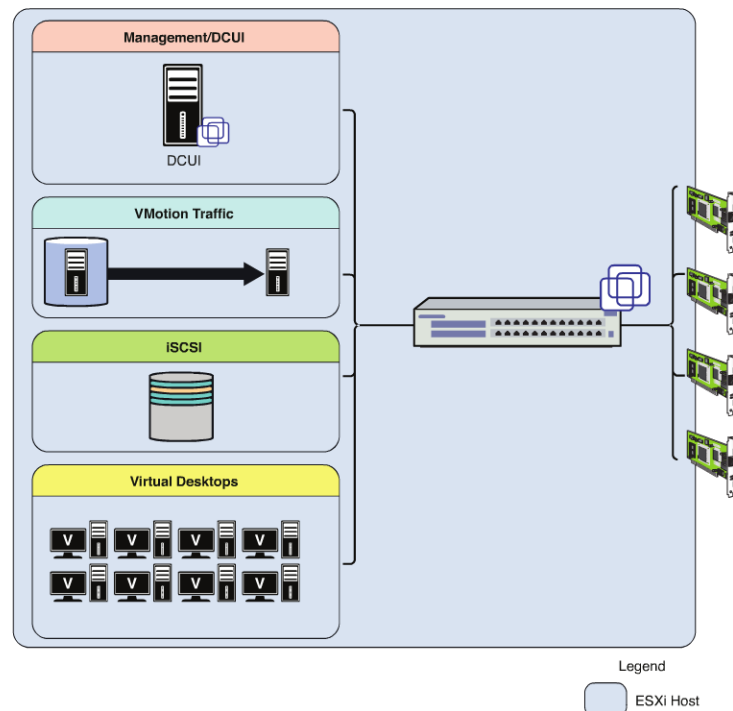 Management/DCUI
DCUI
VMotion Traffic
iSCSI
Virtual Desktops
V V V V
V V V V
Legend
ESXi Host